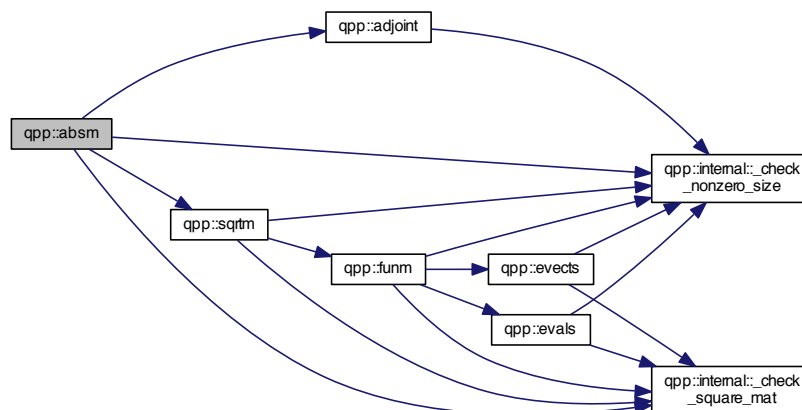 qpp::adjoint
qpp::absm
qpp::internal::_check
_nonzero_size
qpp::sqrtm
qpp::funm
qpp::evects
qpp::evals
qpp::internal::_check
_square_mat